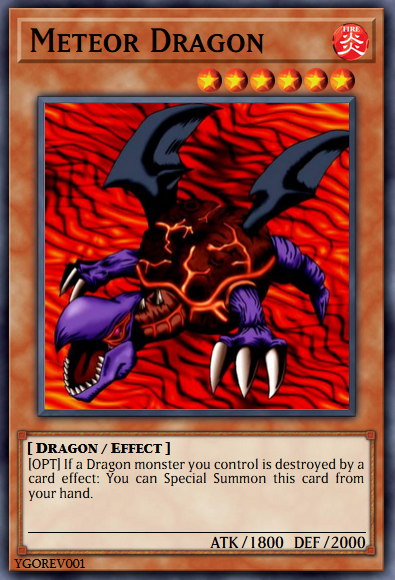 Meteor Dragon
FIRE
炎
[ Dragon / Effect ]
[OPT] If a Dragon monster you control is destroyed by a
card effect: You can Special Summon this card from
your hand.
ATK/1800 DEF/2000
YGOREV001